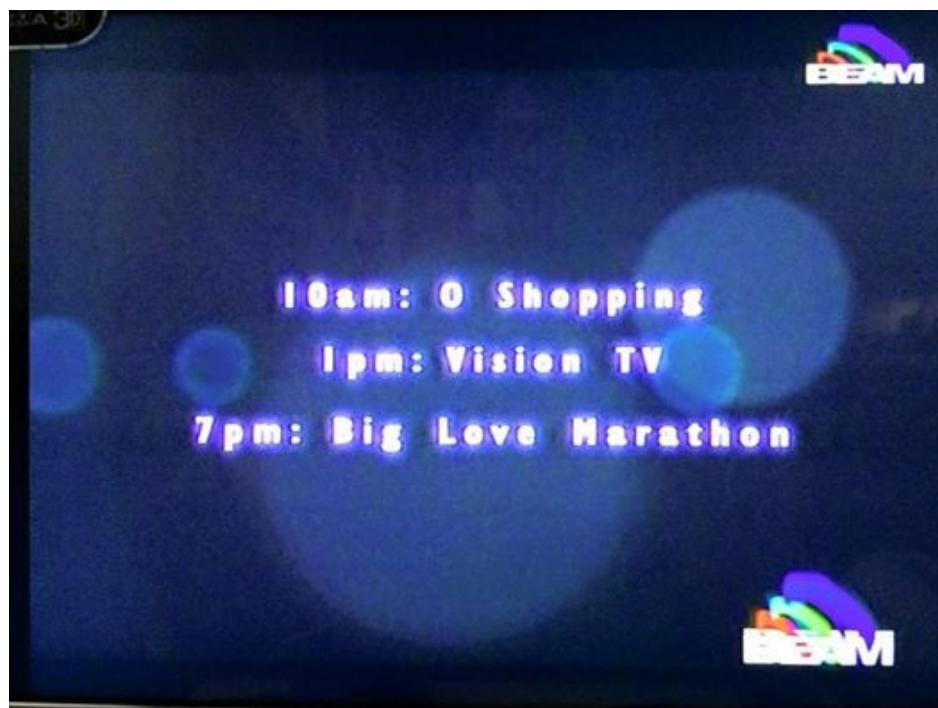 BEAM
10am: O Shopping
1pm: Vision TV
7pm: Big Love Marathon
BEAM